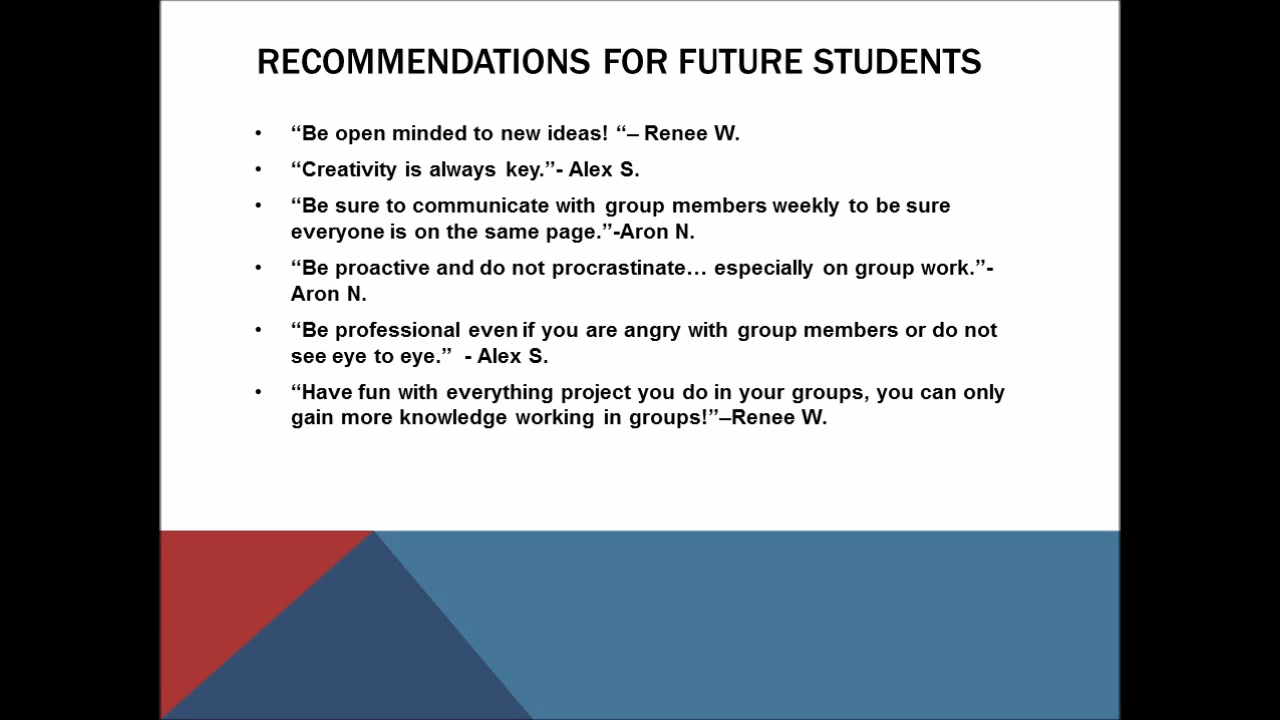 RECOMMENDATIONS FOR FUTURE STUDENTS
• “Be open minded to new ideas! “– Renee W.
• “Creativity is always key.”- Alex S.
• “Be sure to communicate with group members weekly to be sure
everyone is on the same page.”-Aron N.
• “Be proactive and do not procrastinate… especially on group work.”-
Aron N.
• “Be professional even if you are angry with group members or do not
see eye to eye.” - Alex S.
• “Have fun with everything project you do in your groups, you can only
gain more knowledge working in groups!”–Renee W.